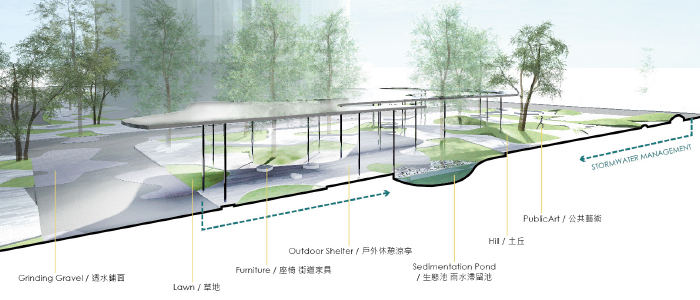 STORMWATER MANAGEMENT
PublicArt / 公共藝術
Hill / 土丘
Outdoor Shelter / 戶外休憩涼亭
Sedimentation Pond
/ 生態池 雨水滯留池
Furniture / 座椅 街道家具
Grinding Gravel / 透水鋪面
Lawn / 草地